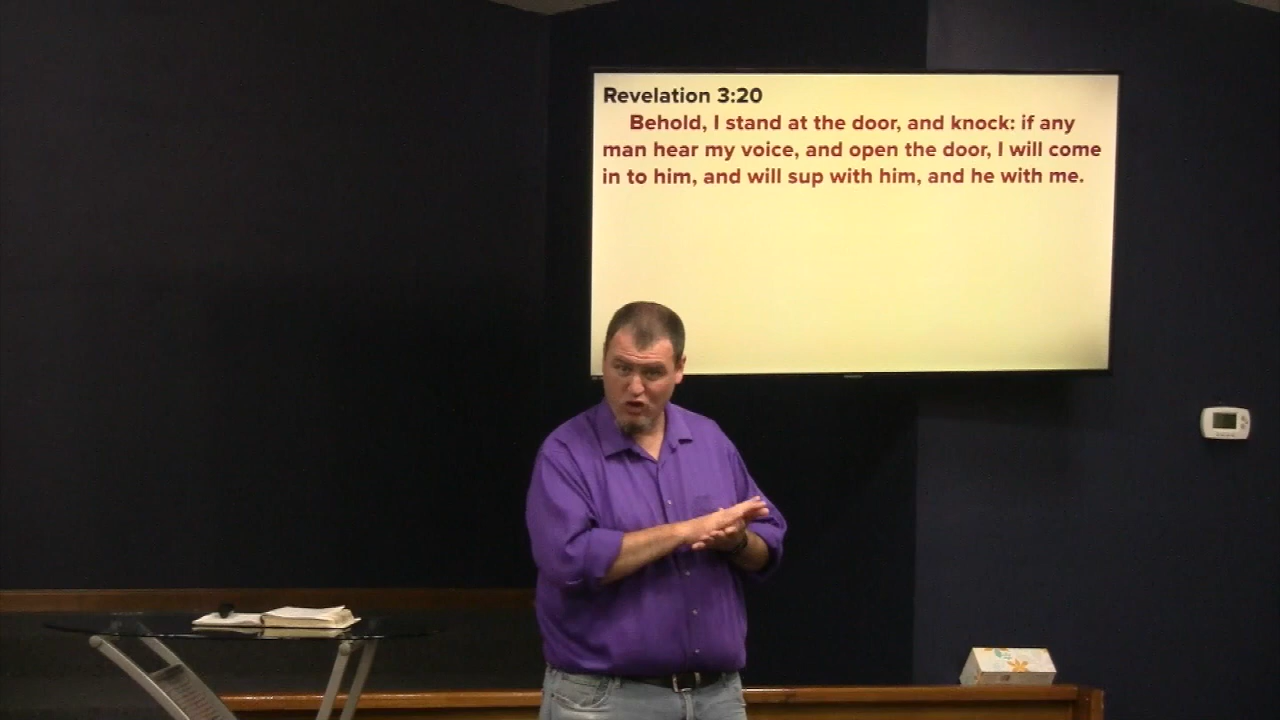 Revelation 3:20
Behold, I stand at the door, and knock: if any
man hear my voice, and open the door, I will come
in to him, and will sup with him, and he with me.